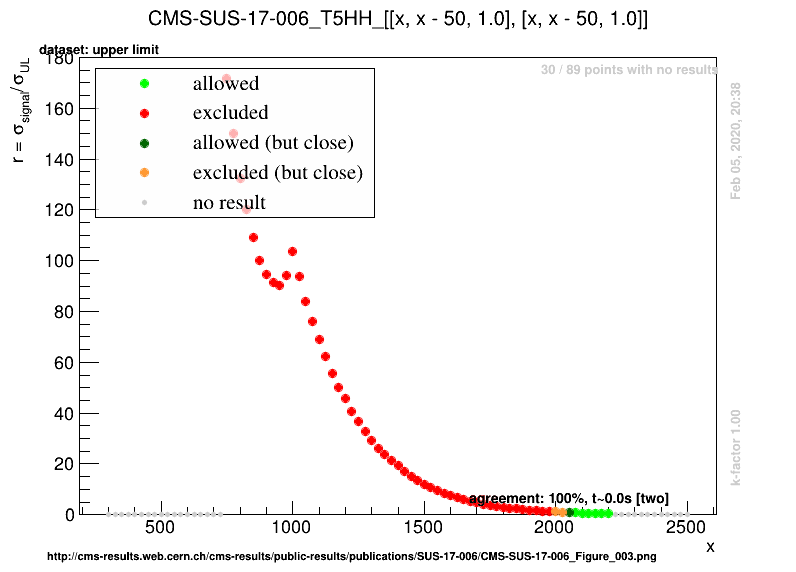 CMS-SUS-17-006_T5HH_[[x, x - 50, 1.0], [x, x - 50, 1.0]]
dataset: upper limit
30 / 89 points with no results
r = σsignal/σUL
allowed
excluded
allowed (but close)
excluded (but close)
no result
180
160
140
120
100
80
60
40
20
0
Feb 05, 2020, 20:38
k-factor 1.00
agreement: 100%, t~0.0s [two]
500
1000
1500
2000
2500
x
http://cms-results.web.cern.ch/cms-results/public-results/publications/SUS-17-006/CMS-SUS-17-006_Figure_003.png